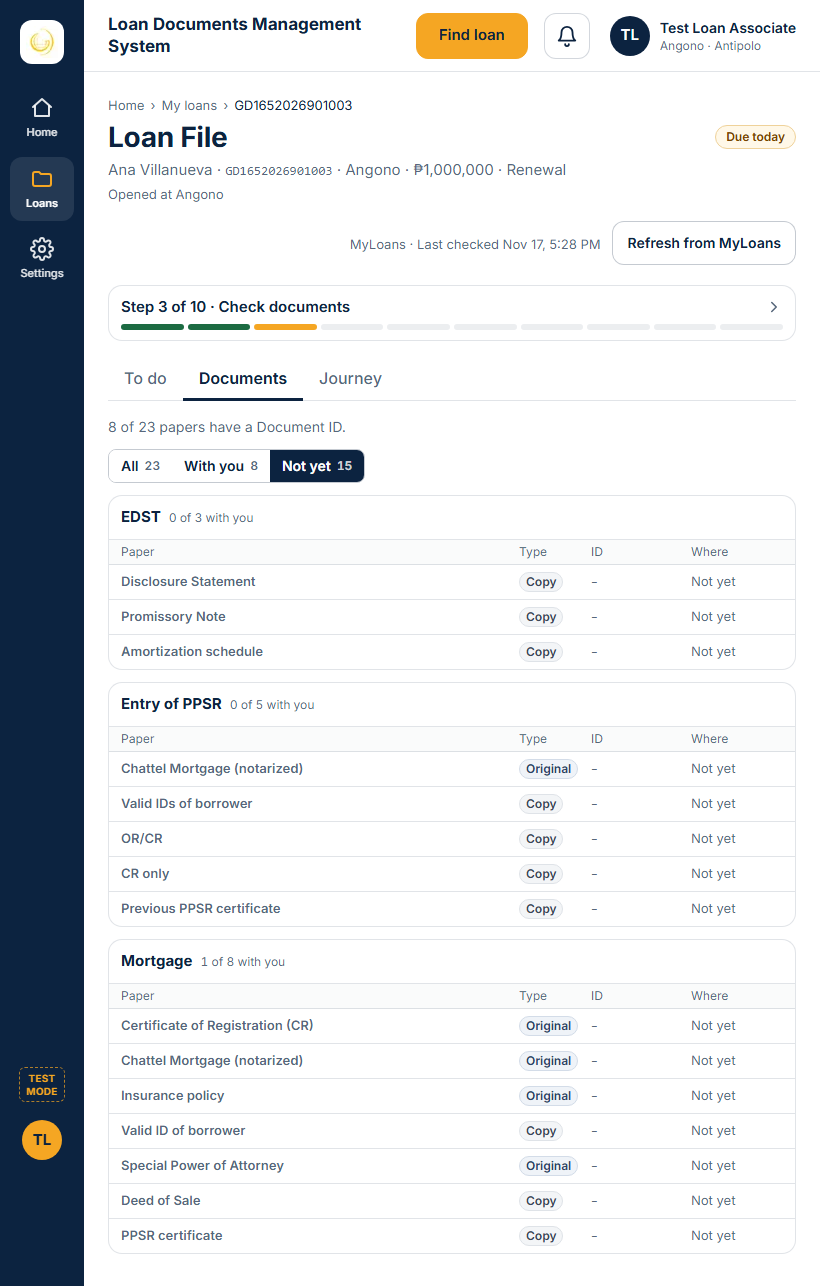 Loan Documents Management System
Find loan
TL
Test Loan Associate
Angono · Antipolo
Home
Loans
Settings
TEST MODE
TL
Home › My loans › GD1652026901003
Loan File
Due today
Ana Villanueva · GD1652026901003 · Angono · ₱1,000,000 · Renewal
Opened at Angono
MyLoans · Last checked Nov 17, 5:28 PM
Refresh from MyLoans
Step 3 of 10 · Check documents
To do
Documents
Journey
8 of 23 papers have a Document ID.
All 23
With you 8
Not yet 15
EDST 0 of 3 with you
Paper Type ID Where
Disclosure Statement Copy – Not yet
Promissory Note Copy – Not yet
Amortization schedule Copy – Not yet
Entry of PPSR 0 of 5 with you
Paper Type ID Where
Chattel Mortgage (notarized) Original – Not yet
Valid IDs of borrower Copy – Not yet
OR/CR Copy – Not yet
CR only Copy – Not yet
Previous PPSR certificate Copy – Not yet
Mortgage 1 of 8 with you
Paper Type ID Where
Certificate of Registration (CR) Original – Not yet
Chattel Mortgage (notarized) Original – Not yet
Insurance policy Original – Not yet
Valid ID of borrower Copy – Not yet
Special Power of Attorney Original – Not yet
Deed of Sale Copy – Not yet
PPSR certificate Copy – Not yet